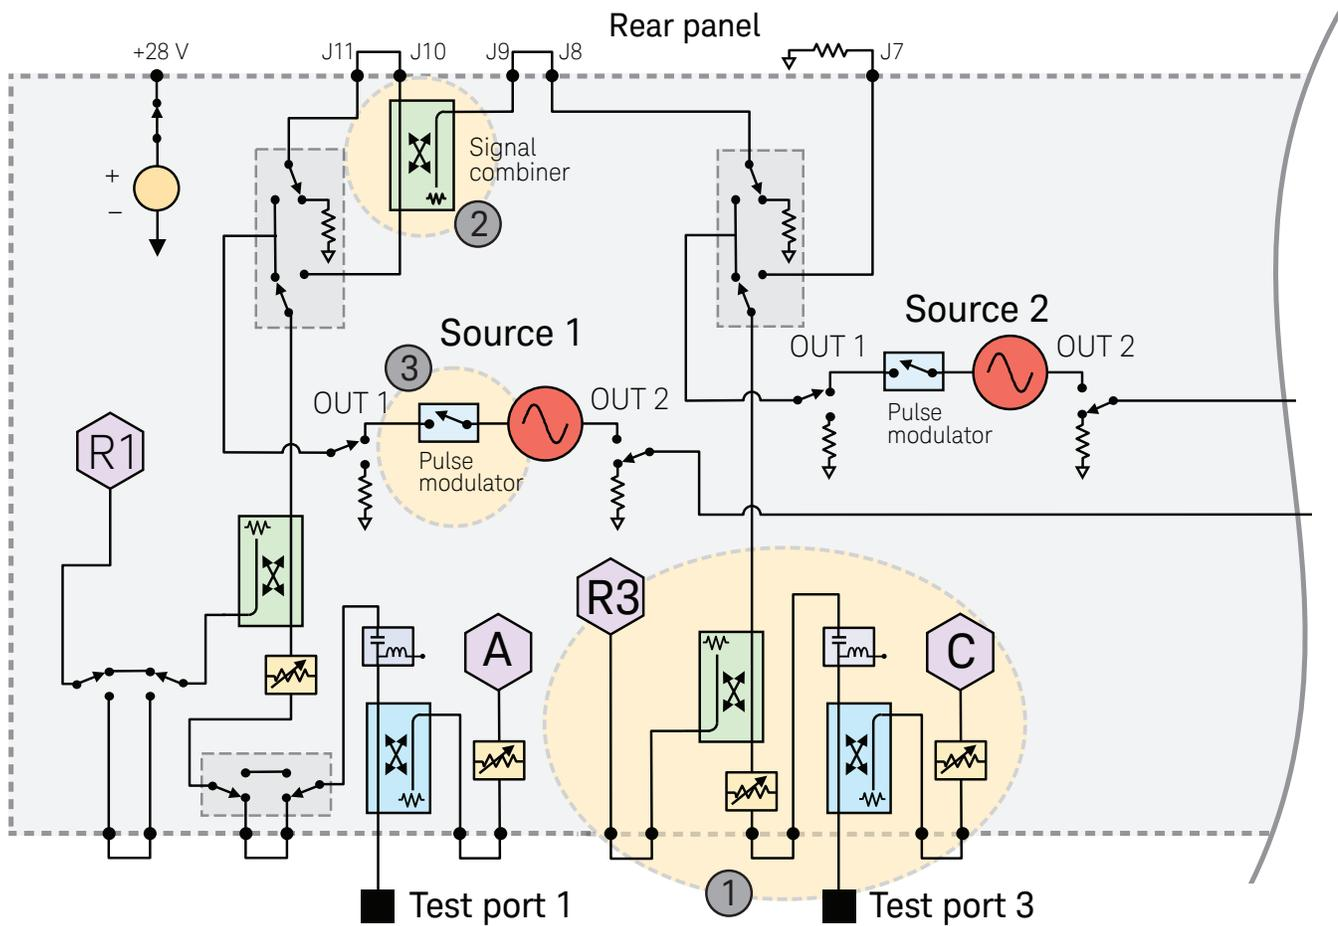 Rear panel
+28 V
J11
J10
J9
J8
J7
+
–
Signal
combiner
2
Source 1
Source 2
3
OUT 1
OUT 2
OUT 1
OUT 2
Pulse
modulator
Pulse
modulator
R1
R3
A
C
1
Test port 1
Test port 3